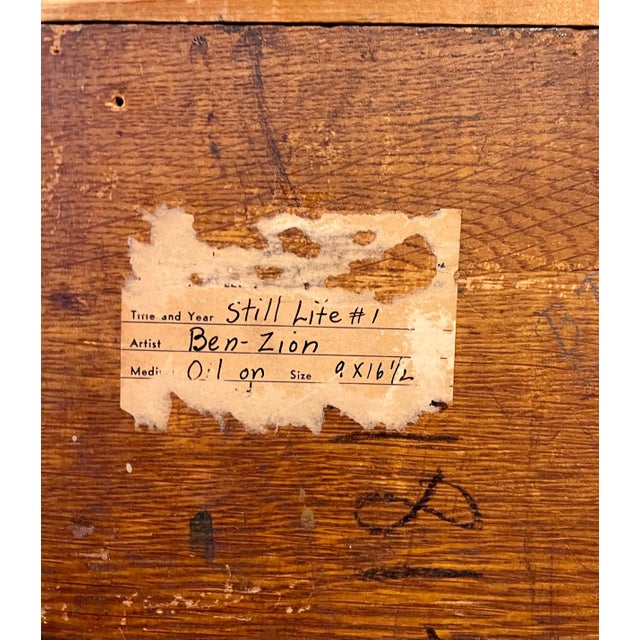 Title and Year Still Life #1
Artist Ben-Zion
Medi Oil on Size 9 X 16 1/2